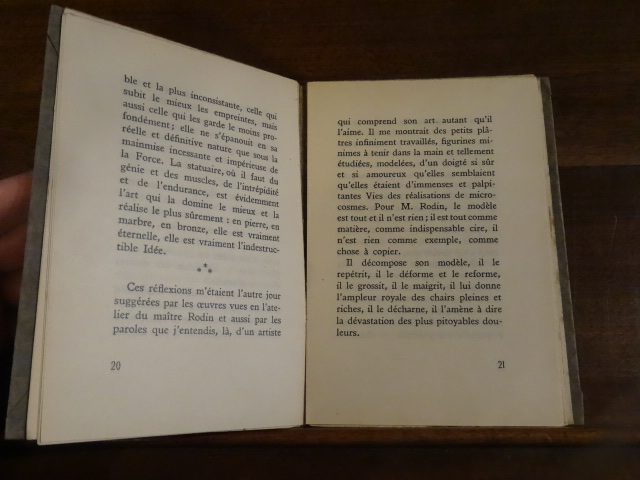 ble et la plus inconsistante, celle qui
subit le mieux les empreintes, mais
aussi celle qui les garde le moins pro-
fondément ; elle ne s'épanouit en sa
réelle et définitive nature que sous la
mainmise incessante et impérieuse de
la Force. La statuaire, où il faut du
génie et des muscles, de l'intrépidité
et de l'endurance, est évidemment
l'art qui la domine le mieux et la
réalise le plus sûrement : en pierre, en
marbre, en bronze, elle est vraiment
éternelle, elle est vraiment l'indestruc-
tible Idée.
Ces réflexions m'étaient l'autre jour
suggérées par les œuvres vues en l'ate-
lier du maître Rodin et aussi par les
paroles que j'entendis, là, d'un artiste
20
qui comprend son art autant qu'il
l'aime. Il me montrait des petits plâ-
tres infiniment travaillés, figurines mi-
nimes à tenir dans la main et tellement
étudiées, modelées, d'un doigté si sûr
et si amoureux qu'elles semblaient
qu'elles étaient d'immenses et palpi-
tantes Vies des réalisations de micro-
cosmes. Pour M. Rodin, le modèle
est tout et il n'est rien ; il est tout comme
matière, comme indispensable cire, il
n'est rien comme exemple, comme
chose à copier.
Il décompose son modèle, il le
repétrit, il le déforme et le reforme,
il le grossit, il le maigrit, il lui donne
l'ampleur royale des chairs pleines et
riches, il le décharne, il l'amène à dire
la dévastation des plus pitoyables dou-
leurs.
21